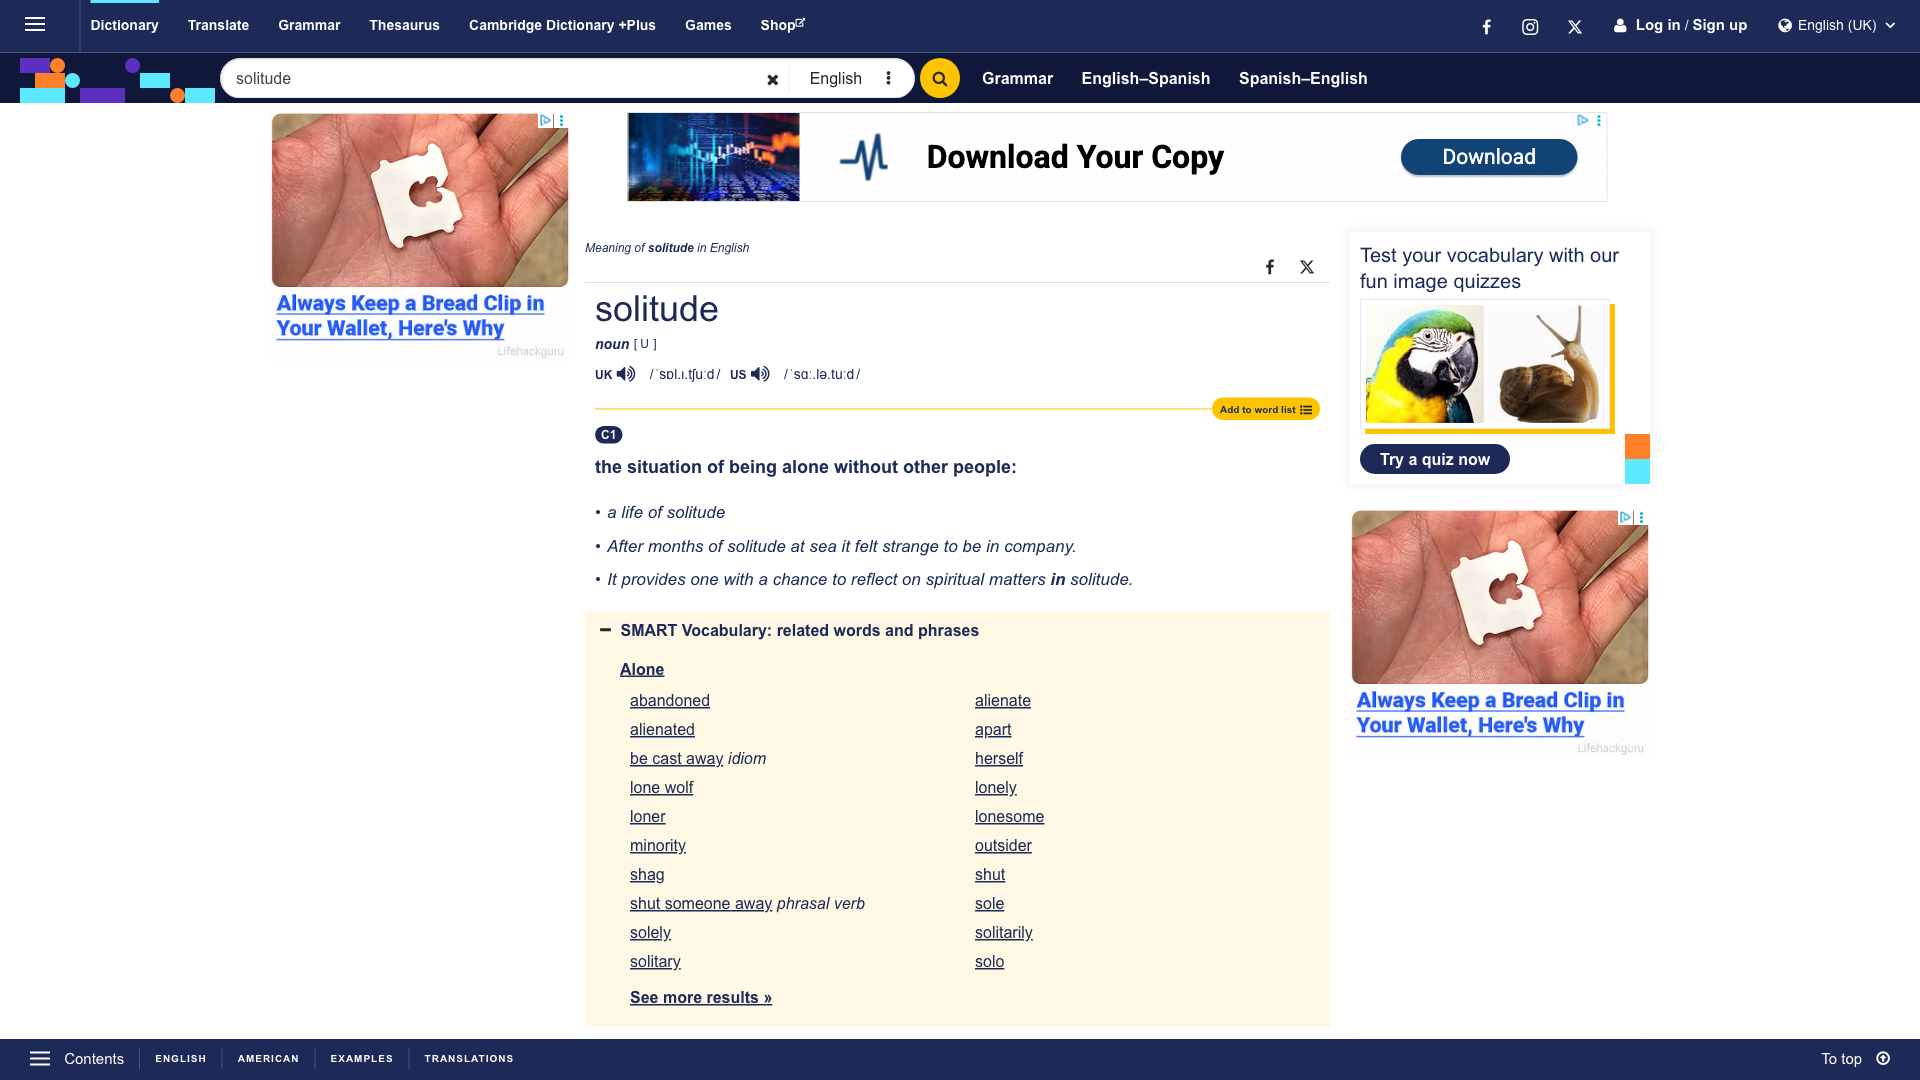 Dictionary Translate Grammar Thesaurus Cambridge Dictionary +Plus Games Shop Log in / Sign up English (UK)
solitude English Grammar English–Spanish Spanish–English
Always Keep a Bread Clip in
Your Wallet, Here's Why
Lifehackguru
Download Your Copy Download
Meaning of solitude in English
solitude
noun [ U ]
UK /ˈsɒl.ɪ.tʃuːd/ US /ˈsɑː.lə.tuːd/
Add to word list
C1
the situation of being alone without other people:
• a life of solitude
• After months of solitude at sea it felt strange to be in company.
• It provides one with a chance to reflect on spiritual matters in solitude.
SMART Vocabulary: related words and phrases
Alone
abandoned
alienated
be cast away idiom
lone wolf
loner
minority
shag
shut someone away phrasal verb
solely
solitary
alienate
apart
herself
lonely
lonesome
outsider
shut
sole
solitarily
solo
See more results »
Test your vocabulary with our
fun image quizzes
Try a quiz now
Always Keep a Bread Clip in
Your Wallet, Here's Why
Lifehackguru
Contents ENGLISH AMERICAN EXAMPLES TRANSLATIONS To top